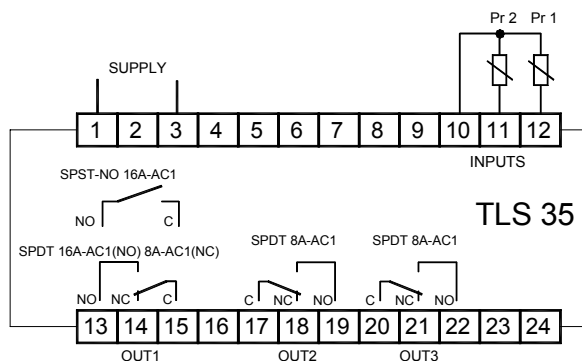 Pr 2 Pr 1
SUPPLY
1 2 3 4 5 6 7 8 9 10 11 12
INPUTS
SPST-NO 16A-AC1
NO C
TLS 35
SPDT 16A-AC1(NO) 8A-AC1(NC) SPDT 8A-AC1 SPDT 8A-AC1
NO NC C C NC NO C NC NO
13 14 15 16 17 18 19 20 21 22 23 24
OUT1 OUT2 OUT3